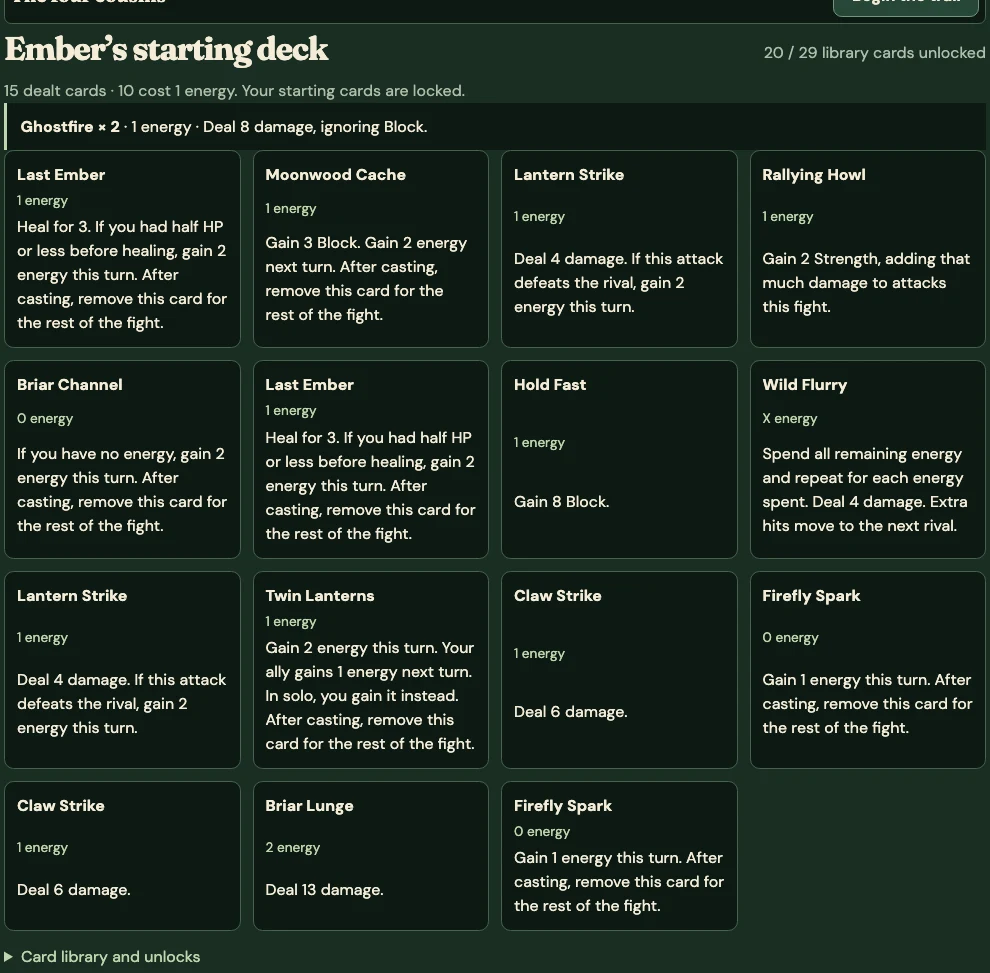 The four cousins
Begin the trail
Ember’s starting deck
20 / 29 library cards unlocked
15 dealt cards · 10 cost 1 energy. Your starting cards are locked.
Ghostfire × 2 · 1 energy · Deal 8 damage, ignoring Block.
Last Ember
1 energy
Heal for 3. If you had half HP
or less before healing, gain 2
energy this turn. After
casting, remove this card for
the rest of the fight.
Moonwood Cache
1 energy
Gain 3 Block. Gain 2 energy
next turn. After casting,
remove this card for the
rest of the fight.
Lantern Strike
1 energy
Deal 4 damage. If this attack
defeats the rival, gain 2
energy this turn.
Rallying Howl
1 energy
Gain 2 Strength, adding that
much damage to attacks
this fight.
Briar Channel
0 energy
If you have no energy, gain 2
energy this turn. After
casting, remove this card for
the rest of the fight.
Last Ember
1 energy
Heal for 3. If you had half HP
or less before healing, gain 2
energy this turn. After
casting, remove this card for
the rest of the fight.
Hold Fast
1 energy
Gain 8 Block.
Wild Flurry
X energy
Spend all remaining energy
and repeat for each energy
spent. Deal 4 damage. Extra
hits move to the next rival.
Lantern Strike
1 energy
Deal 4 damage. If this attack
defeats the rival, gain 2
energy this turn.
Twin Lanterns
1 energy
Gain 2 energy this turn. Your
ally gains 1 energy next turn.
In solo, you gain it instead.
After casting, remove this
card for the rest of the fight.
Claw Strike
1 energy
Deal 6 damage.
Firefly Spark
0 energy
Gain 1 energy this turn. After
casting, remove this card for
the rest of the fight.
Claw Strike
1 energy
Deal 6 damage.
Briar Lunge
2 energy
Deal 13 damage.
Firefly Spark
0 energy
Gain 1 energy this turn. After
casting, remove this card for
the rest of the fight.
Card library and unlocks